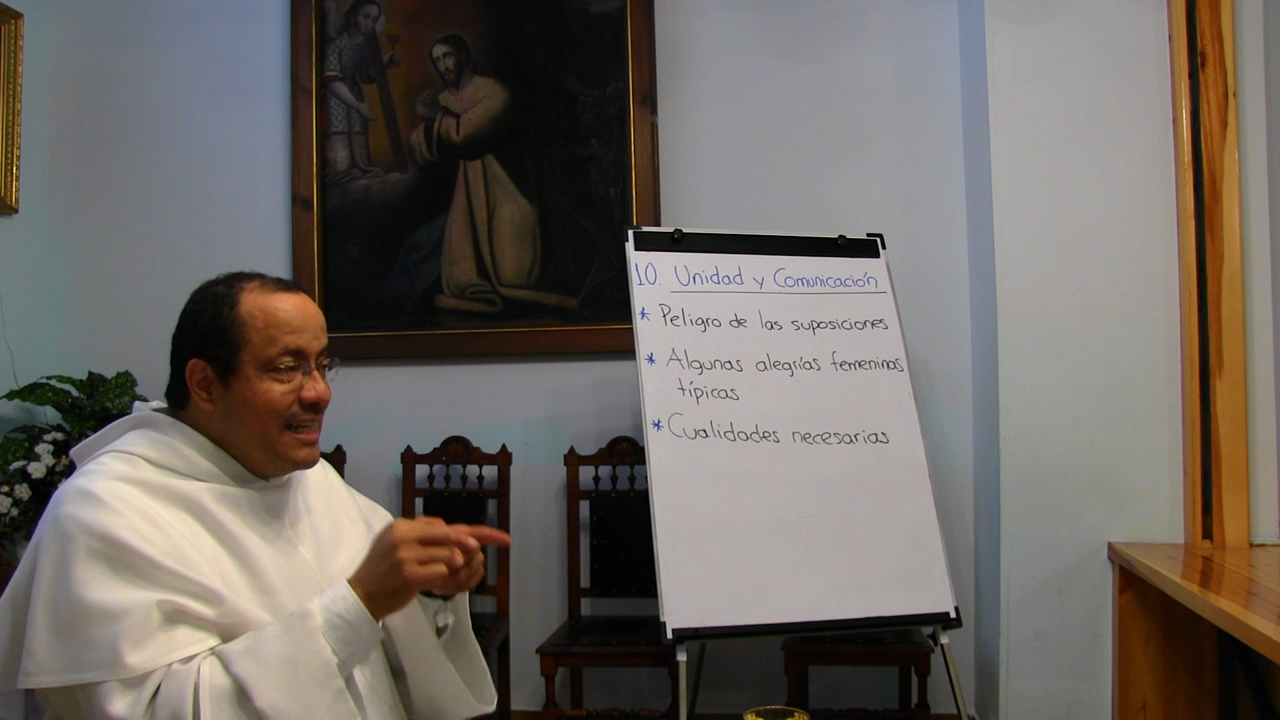 10. Unidad y Comunicación
* Peligro de las suposiciones
* Algunas alegrías femeninas
típicas
* Cualidades necesarias